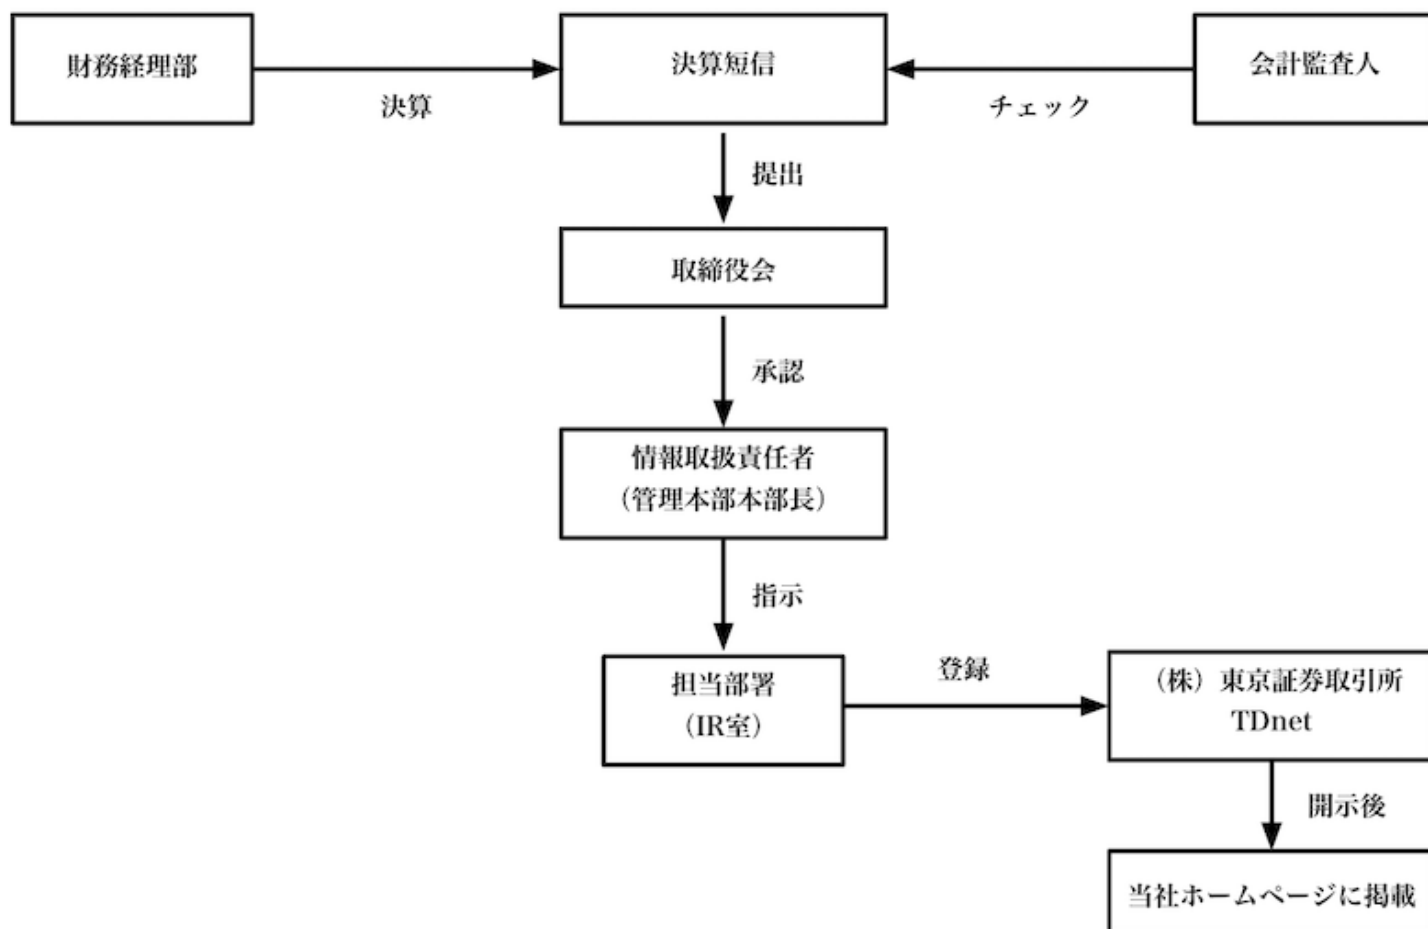 財務経理部
決算
決算短信
チェック
会計監査人
提出
取締役会
承認
情報取扱責任者
（管理本部本部長）
指示
担当部署
（IR室）
登録
（株）東京証券取引所
TDnet
開示後
当社ホームページに掲載